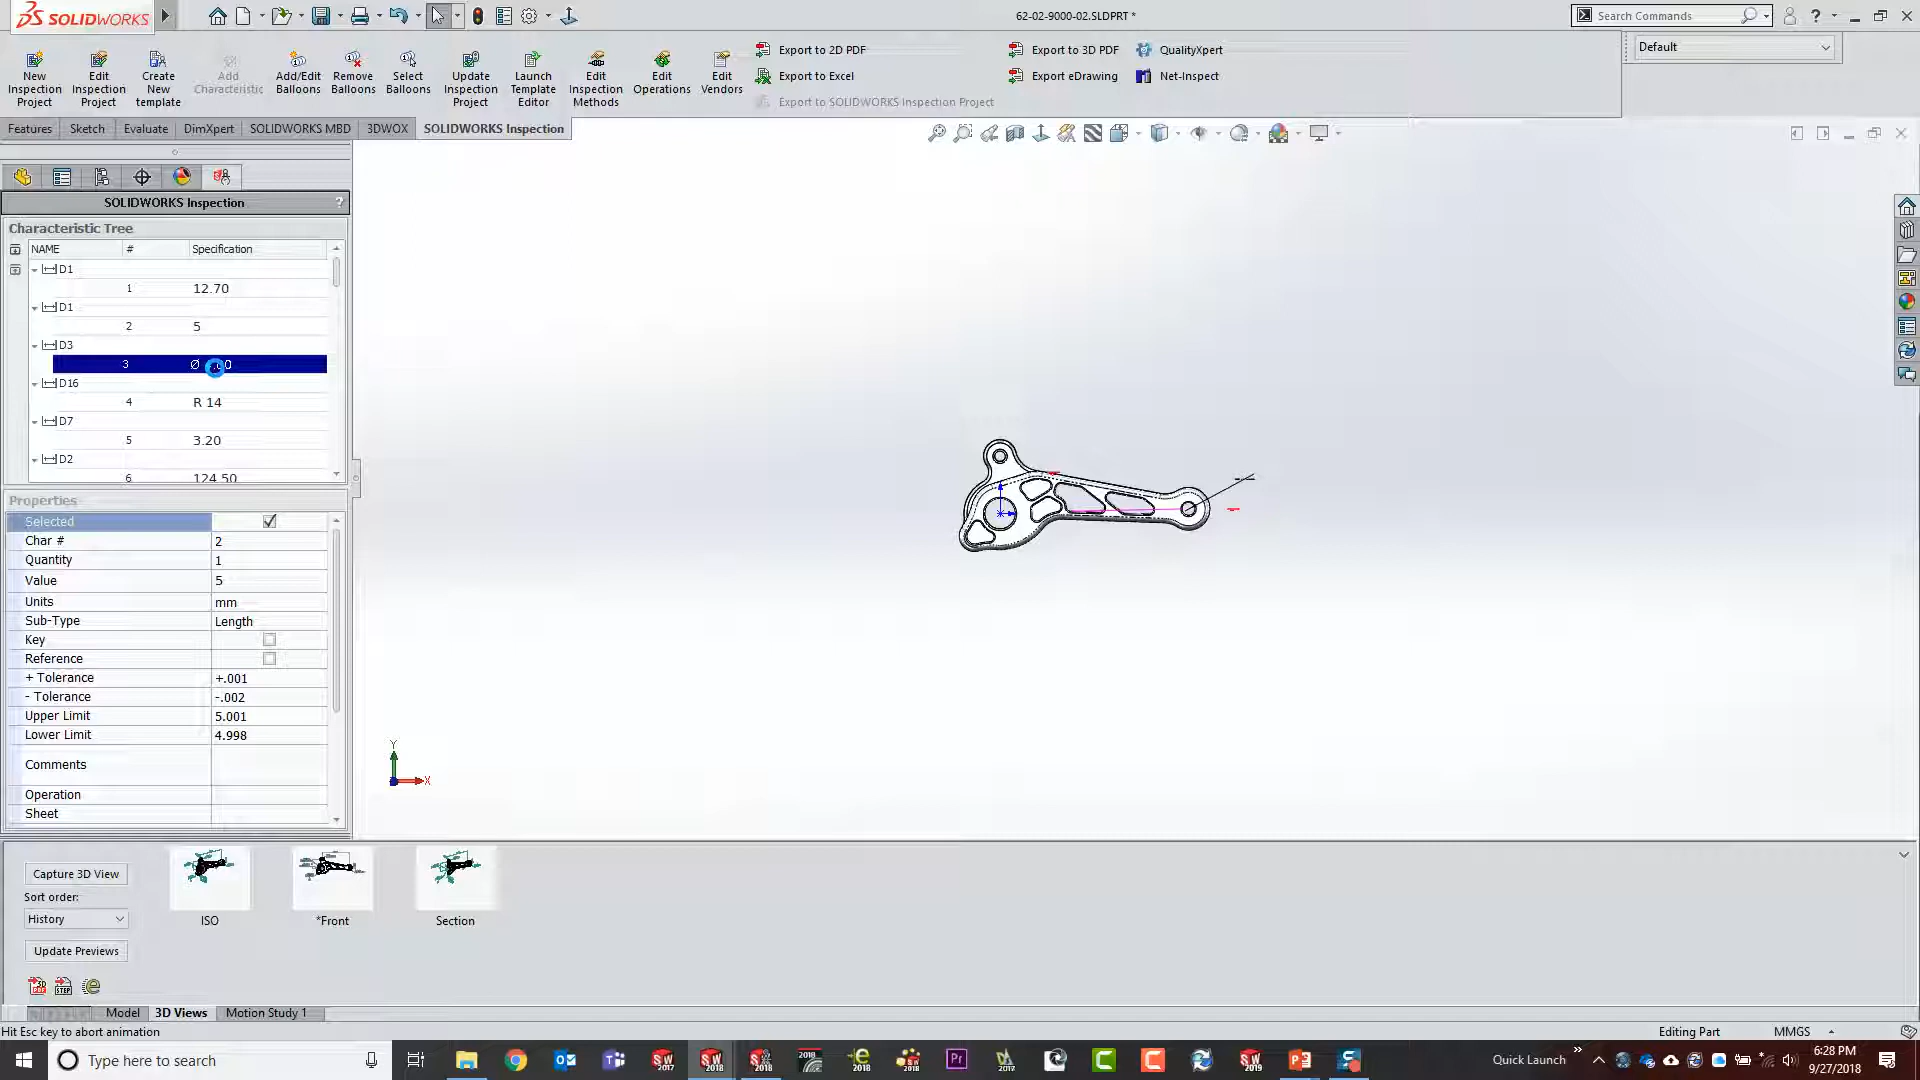 SOLIDWORKS
62-02-9000-02.SLDPRT *
Search Commands
New Inspection Project
Edit Inspection Project
Create New template
Add Characteristic
Add/Edit Balloons
Remove Balloons
Select Balloons
Update Inspection Project
Launch Template Editor
Edit Inspection Methods
Edit Operations
Edit Vendors
Export to 2D PDF
Export to Excel
Export to SOLIDWORKS Inspection Project
Export to 3D PDF
Export eDrawing
QualityXpert
Net-Inspect
Default
Features
Sketch
Evaluate
DimXpert
SOLIDWORKS MBD
3DWOX
SOLIDWORKS Inspection
SOLIDWORKS Inspection ?
Characteristic Tree
NAME # Specification
D1
1 12.70
D1
2 5
D3
3 Ø
D16
4 R 14
D7
5 3.20
D2
6 124.50
Properties
Selected
Char # 2
Quantity 1
Value 5
Units mm
Sub-Type Length
Key
Reference
+ Tolerance +.001
- Tolerance -.002
Upper Limit 5.001
Lower Limit 4.998
Comments
Operation
Sheet
Y
X
Capture 3D View
Sort order:
History
Update Previews
ISO
*Front
Section
Model
3D Views
Motion Study 1
Hit Esc key to abort animation
Editing Part
MMGS
Type here to search
Quick Launch
6:28 PM
9/27/2018